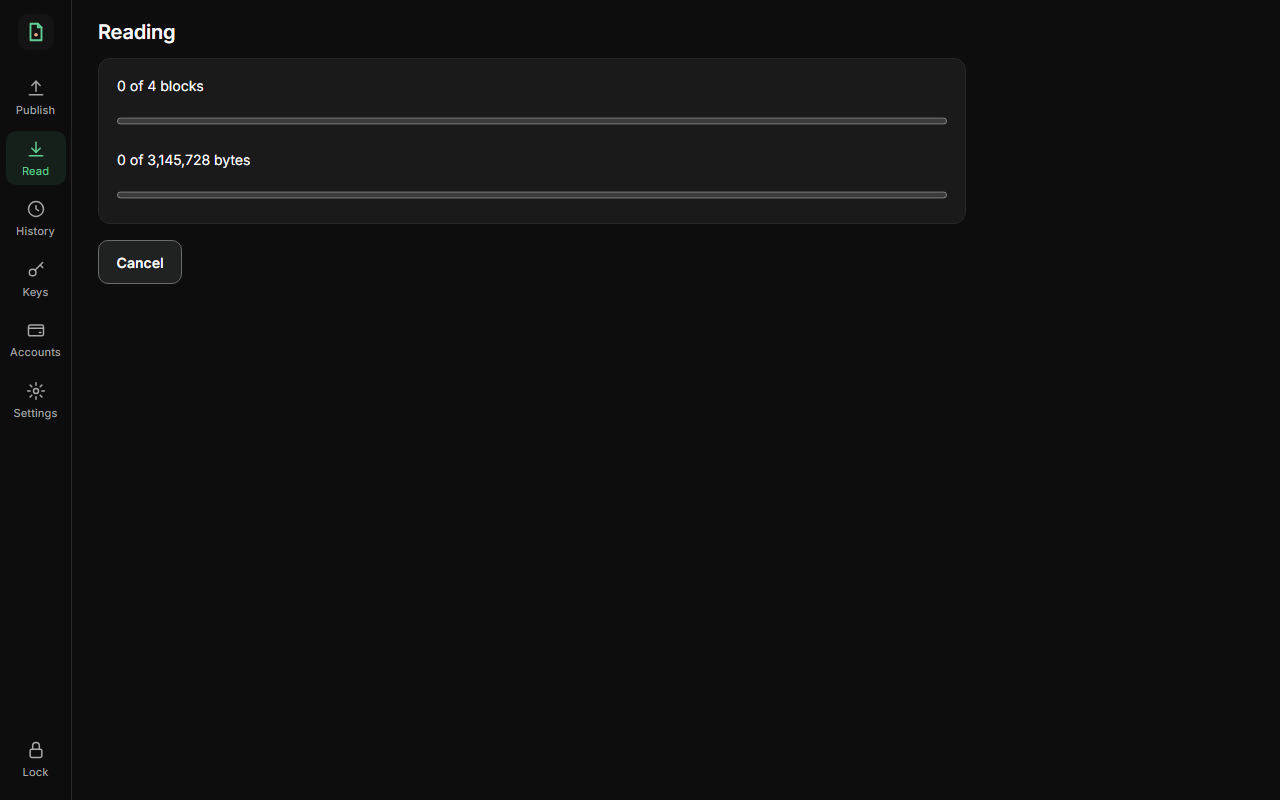 Reading
0 of 4 blocks
0 of 3,145,728 bytes
Cancel
Publish
Read
History
Keys
Accounts
Settings
Lock